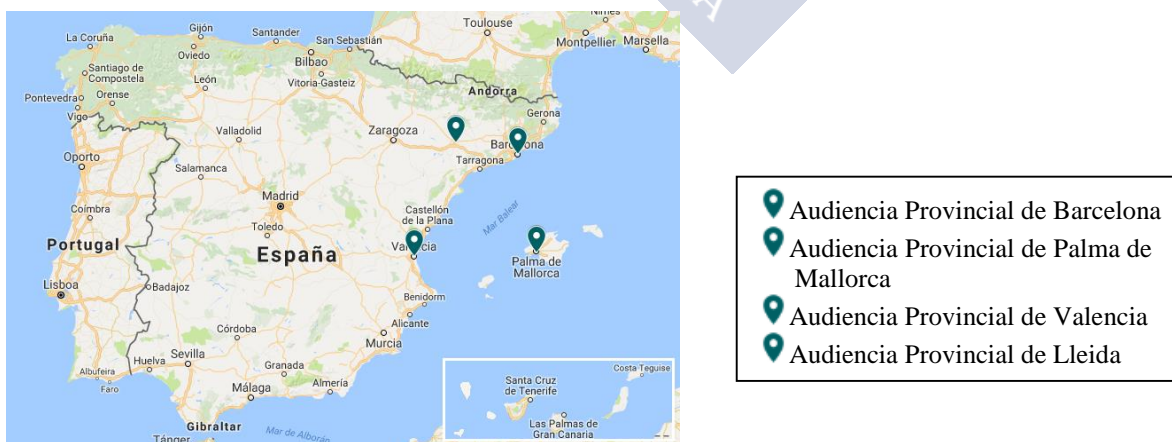 Toulouse
Nimes
Montpellier
Marsella
La Coruña
Gijón
Santander
San Sebastián
Oviedo
Bilbao
Santiago de
Compostela
León
Vitoria-Gasteiz
Andorra
Pontevedra
Orense
Vigo
Gerona
Valladolid
Zaragoza
Barcelona
Tarragona
Oporto
Salamanca
Madrid
Coímbra
Toledo
Castellón
de la Plana
Mar Baleal
Portugal
España
Valencia
Palma de
Mallorca
Lisboa
Badajoz
Benidorm
Alicante
Córdoba
Murcia
Huelva
Sevilla
Albufeira
Granada
Faro
Málaga
Almería
Costa Teguise
Santa Cruz
de Tenerife
Las Palmas de
Gran Canaria
Gibraltar
Mar de Alborán
Tánger
Audiencia Provincial de Barcelona
Audiencia Provincial de Palma de
Mallorca
Audiencia Provincial de Valencia
Audiencia Provincial de Lleida